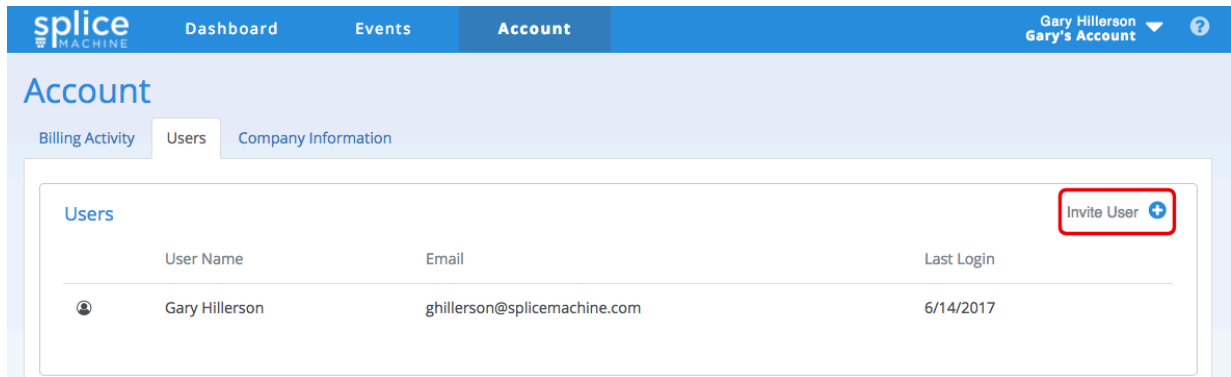 splice MACHINE Dashboard Events Account Gary Hillerson
Gary's Account
?
Account
Billing Activity Users Company Information
Users Invite User
User Name Email Last Login
Gary Hillerson ghillerson@splicemachine.com 6/14/2017